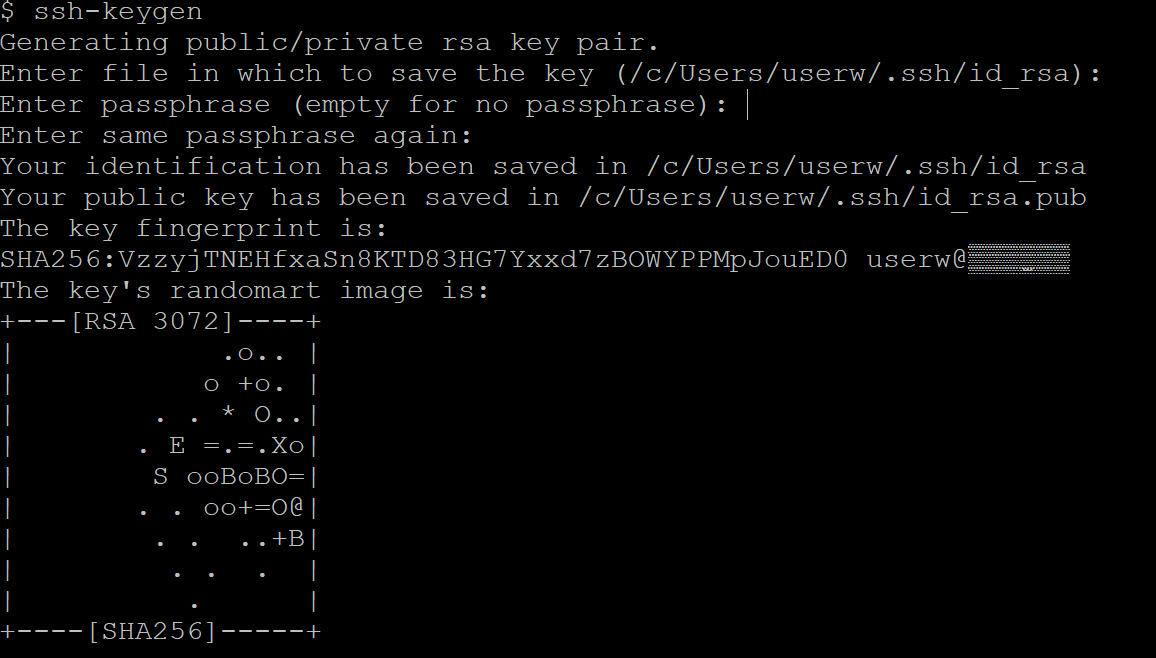 $ ssh-keygen
Generating public/private rsa key pair.
Enter file in which to save the key (/c/Users/userw/.ssh/id_rsa):
Enter passphrase (empty for no passphrase):
Enter same passphrase again:
Your identification has been saved in /c/Users/userw/.ssh/id_rsa
Your public key has been saved in /c/Users/userw/.ssh/id_rsa.pub
The key fingerprint is:
SHA256:VzzyjTNEHfxaSn8KTD83HG7Yxxd7zBOWYPPMpJouED0 userw@
The key's randomart image is:
+---[RSA 3072]----+
|            .o.. |
|           o +o. |
|        . . * O..|
|       . E =.=.Xo|
|        S ooBoBO=|
|       . . oo+=O@|
|        . .  ..+B|
|         . .  .  |
|          .      |
+----[SHA256]-----+